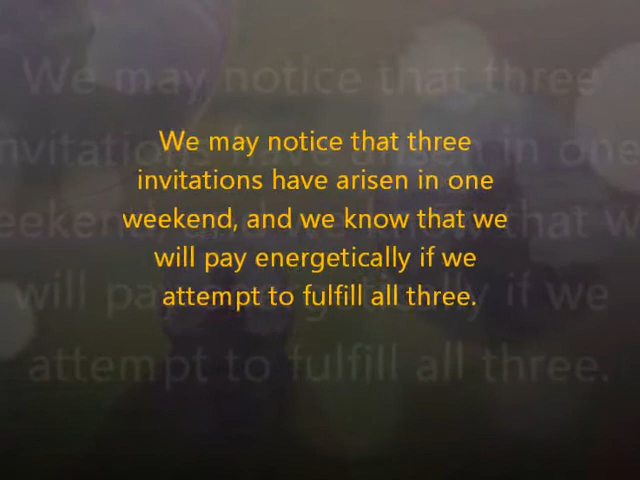 We may notice that three
invitations have arisen in one
weekend, and we know that we
will pay energetically if we
attempt to fulfill all three.